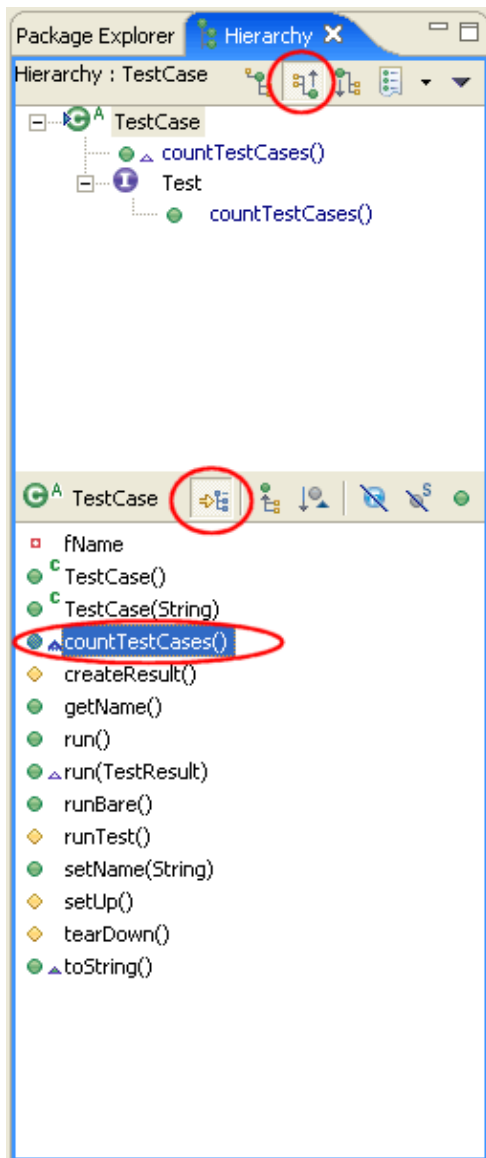 Package Explorer Hierarchy
Hierarchy : TestCase
C A TestCase
countTestCases()
I Test
countTestCases()
C A TestCase S
fName
C TestCase()
C TestCase(String)
countTestCases()
createResult()
getName()
run()
run(TestResult)
runBare()
runTest()
setName(String)
setUp()
tearDown()
toString()